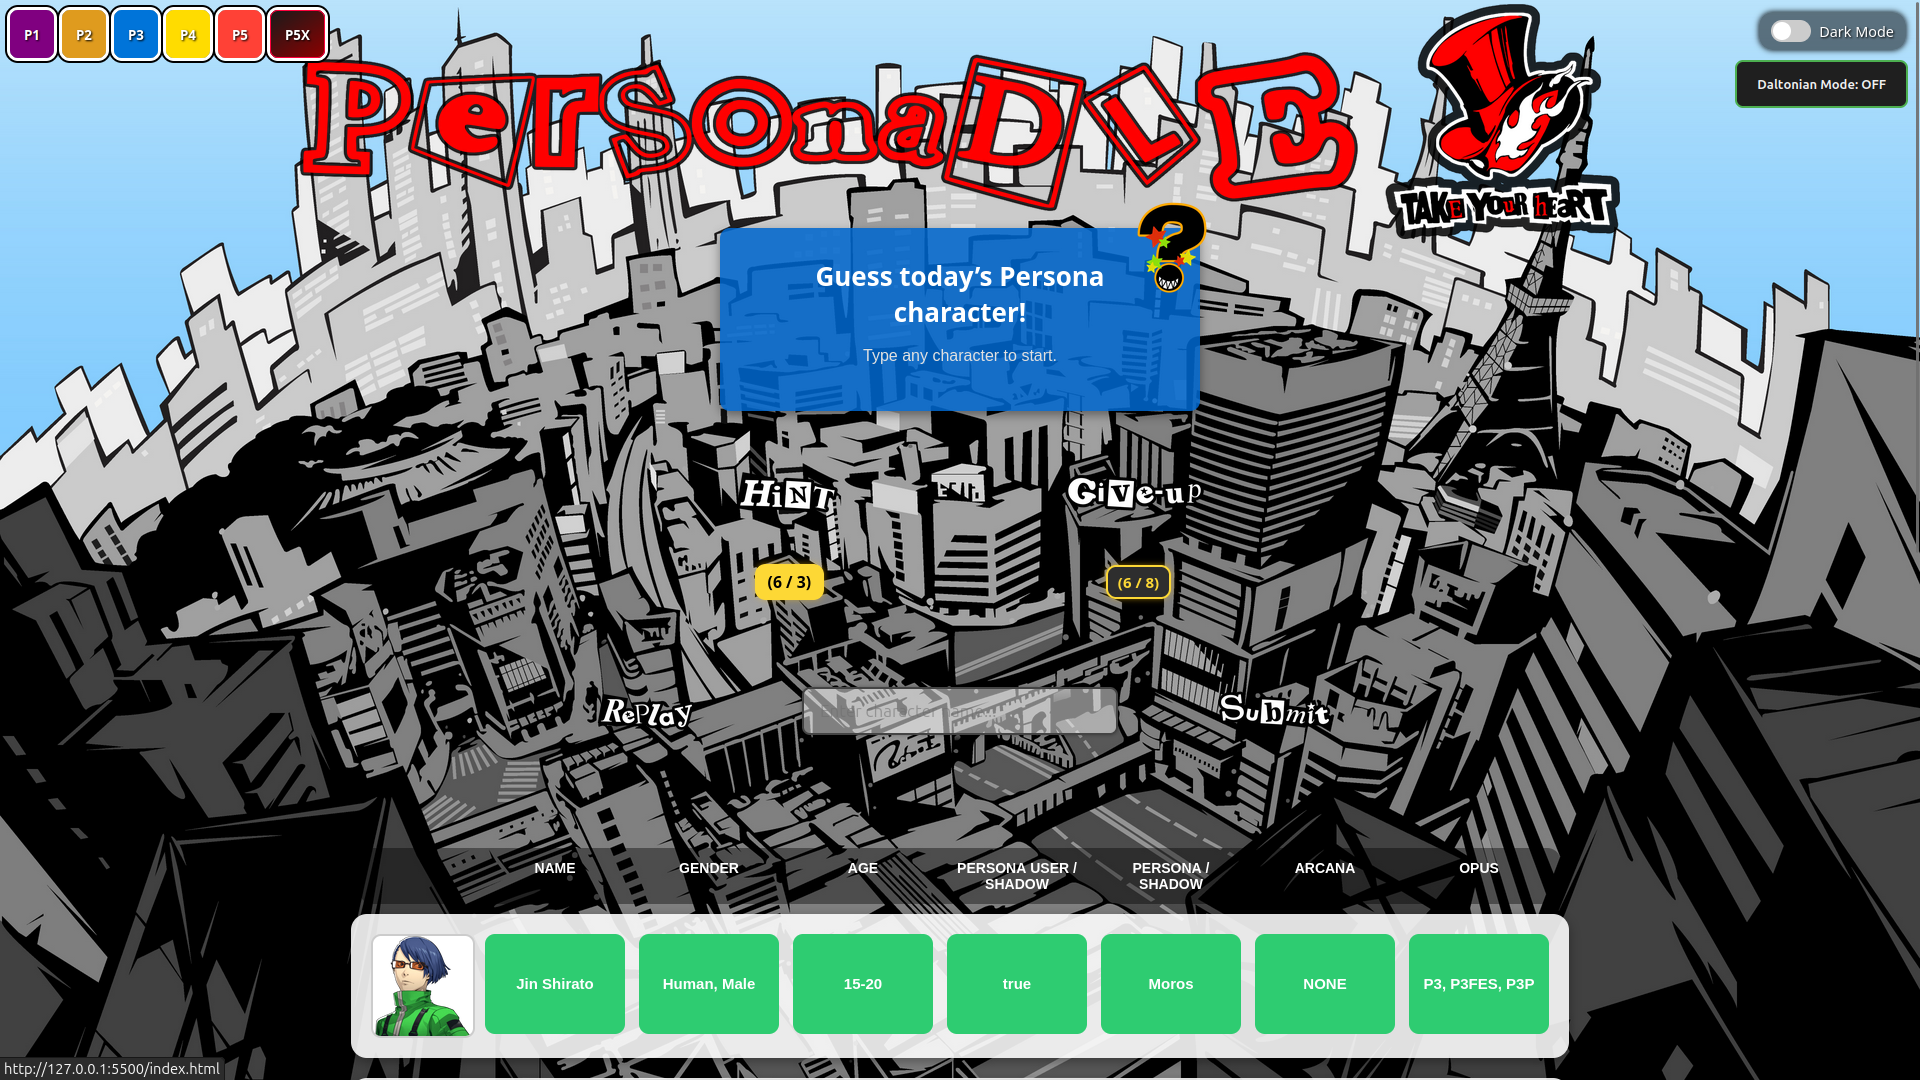 P1 P2 P3 P4 P5 P5X
Dark Mode
Daltonian Mode: OFF
PersonaDLE
TAKE YOUR HEART
Guess today’s Persona
character!
Type any character to start.
HiNT
Give-up
(6 / 3)
(6 / 8)
RePlay
Enter character name...
Submit
NAME
GENDER
AGE
PERSONA USER /
SHADOW
PERSONA /
SHADOW
ARCANA
OPUS
Jin Shirato
Human, Male
15-20
true
Moros
NONE
P3, P3FES, P3P
http://127.0.0.1:5500/index.html